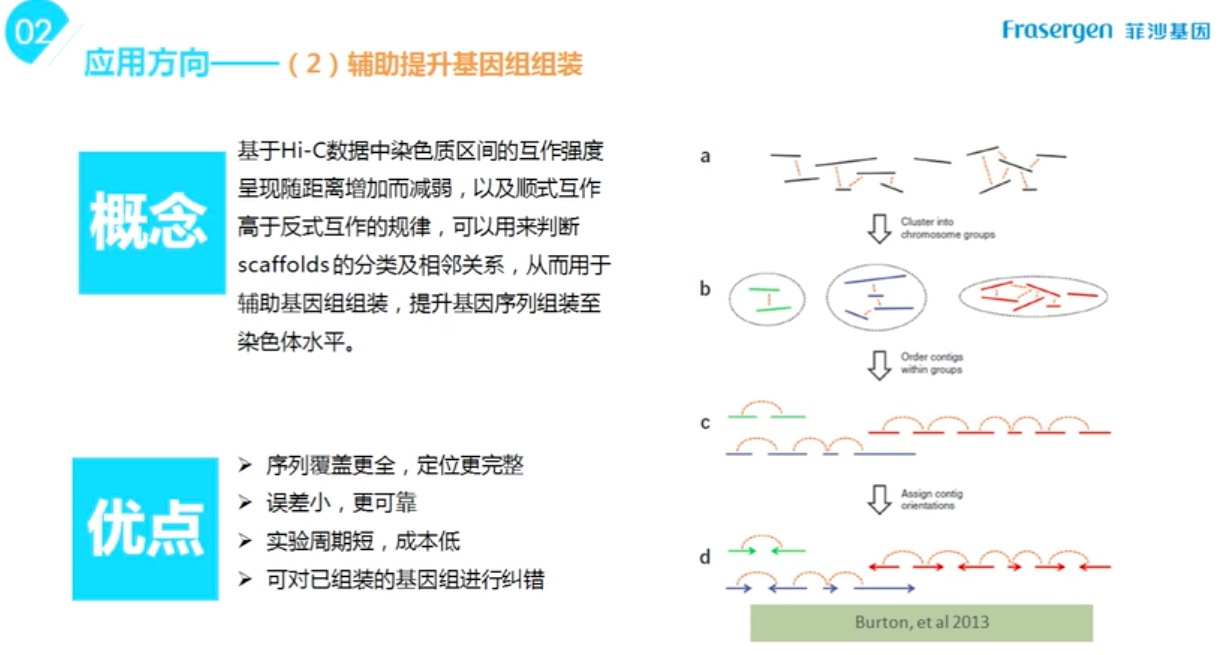 02
Frasergen 菲沙基因
应用方向——（2）辅助提升基因组组装
概念
基于Hi-C数据中染色质区间的互作强度
呈现随距离增加而减弱，以及顺式互作
高于反式互作的规律，可以用来判断
scaffolds的分类及相邻关系，从而用于
辅助基因组组装，提升基因序列组装至
染色体水平。
优点
➢ 序列覆盖更全，定位更完整
➢ 误差小，更可靠
➢ 实验周期短，成本低
➢ 可对已组装的基因组进行纠错
a
Cluster into
chromosome groups
b
Order contigs
within groups
c
Assign contig
orientations
d
Burton, et al 2013